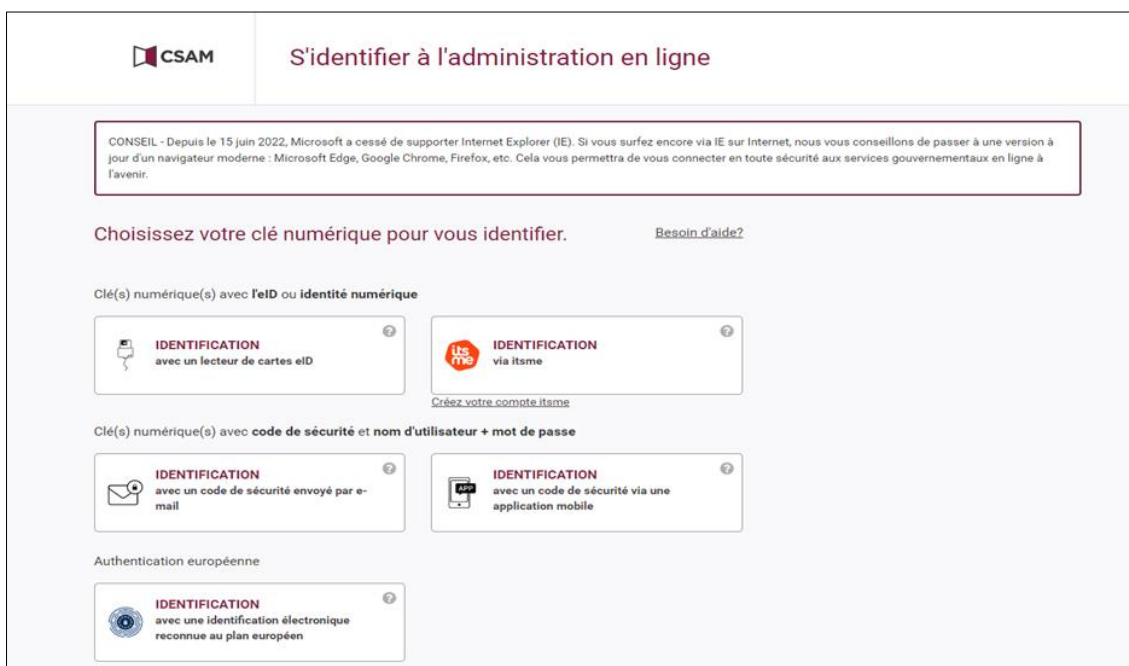 CSAM
S'identifier à l'administration en ligne
CONSEIL - Depuis le 15 juin 2022, Microsoft a cessé de supporter Internet Explorer (IE). Si vous surfez encore via IE sur Internet, nous vous conseillons de passer à une version à
jour d'un navigateur moderne : Microsoft Edge, Google Chrome, Firefox, etc. Cela vous permettra de vous connecter en toute sécurité aux services gouvernementaux en ligne à
l'avenir.
Choisissez votre clé numérique pour vous identifier.
Besoin d'aide?
Clé(s) numérique(s) avec l'eID ou identité numérique
IDENTIFICATION
avec un lecteur de cartes eID
?
itsme
IDENTIFICATION
via itsme
?
Créez votre compte itsme
Clé(s) numérique(s) avec code de sécurité et nom d'utilisateur + mot de passe
IDENTIFICATION
avec un code de sécurité envoyé par e-
mail
?
APP
IDENTIFICATION
avec un code de sécurité via une
application mobile
?
Authentication européenne
IDENTIFICATION
avec une identification électronique
reconnue au plan européen
?